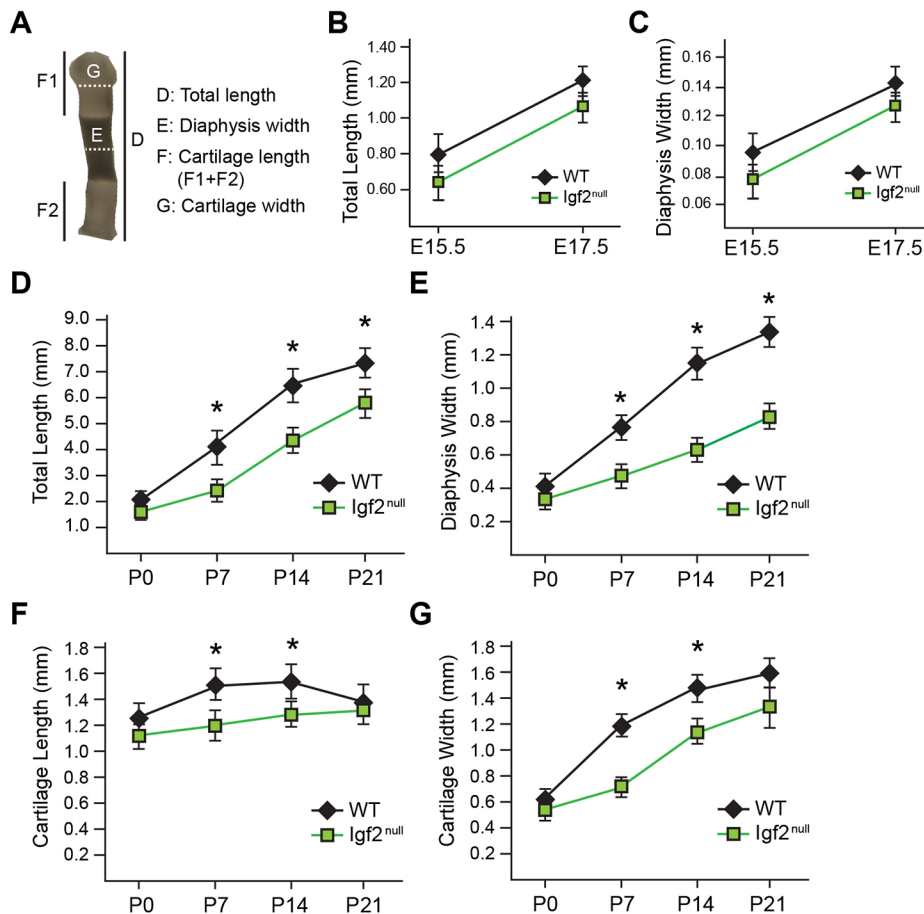 A
F1
G
E
D
F2
D: Total length
E: Diaphysis width
F: Cartilage length
(F1+F2)
G: Cartilage width
B
Total Length (mm)
1.40
1.20
0.80
0.60
WT
Igf2null
E15.5 E17.5
C
Diaphysis Width (mm)
0.16
0.14
0.10
0.08
0.06
WT
Igf2null
E15.5 E17.5
D
Total Length (mm)
9.0
8.0
7.0
6.0
5.0
4.0
3.0
2.0
1.0
* * *
WT
Igf2null
P0 P7 P14 P21
E
Diaphysis Width (mm)
1.4
1.2
1.0
0.8
0.6
0.4
0.2
* * *
WT
Igf2null
P0 P7 P14 P21
F
Cartilage Length (mm)
1.8
1.6
1.4
1.2
1.0
0.8
0.6
0.4
0.2
* *
WT
Igf2null
P0 P7 P14 P21
G
Cartilage Width (mm)
1.8
1.6
1.4
1.2
1.0
0.8
0.6
0.4
0.2
* *
WT
Igf2null
P0 P7 P14 P21